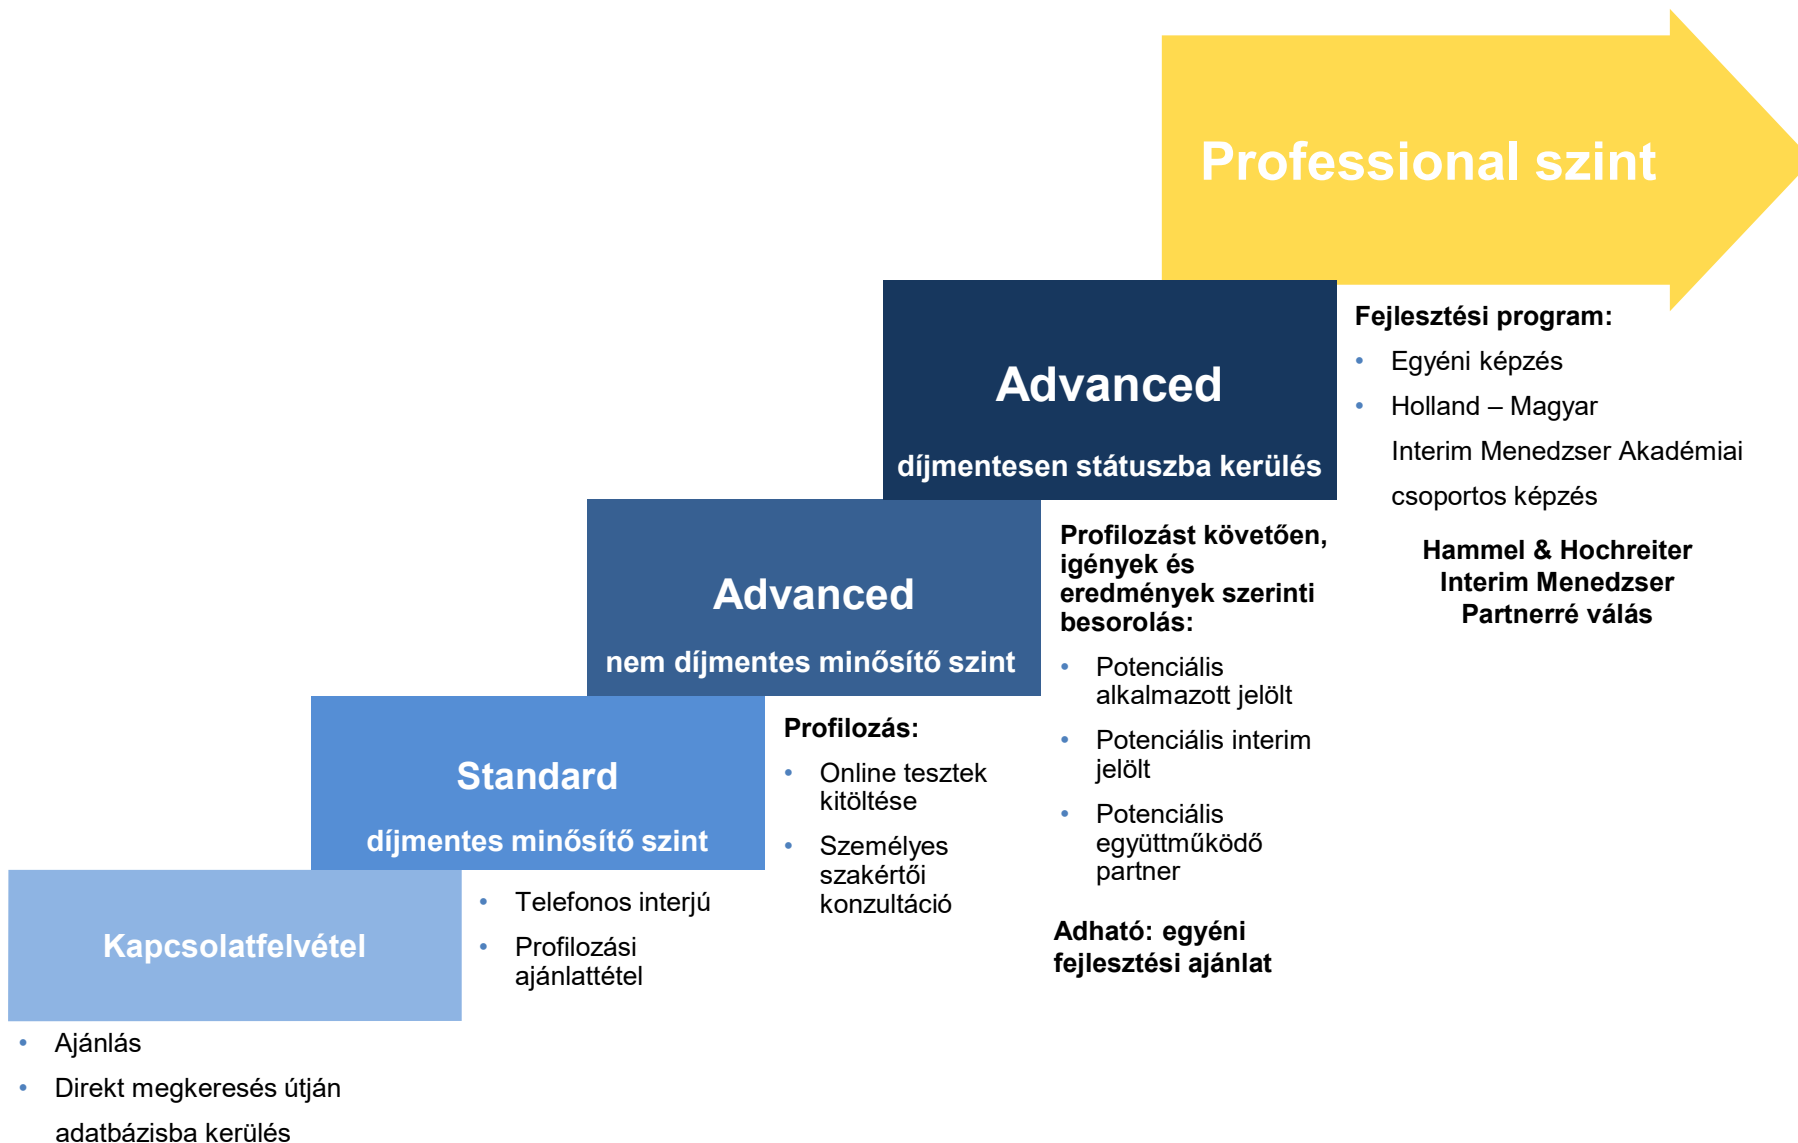 Professional szint
Advanced
díjmentesen státuszba kerülés
Fejlesztési program:
Egyéni képzés
Holland – Magyar
Interim Menedzser Akadémiai
csoportos képzés
Hammel & Hochreiter
Interim Menedzser
Partnerré válás
Advanced
nem díjmentes minősítő szint
Profilozást követően,
igények és
eredmények szerinti
besorolás:
Potenciális
alkalmazott jelölt
Potenciális interim
jelölt
Potenciális
együttműködő
partner
Adható: egyéni
fejlesztési ajánlat
Standard
díjmentes minősítő szint
Profilozás:
Online tesztek
kitöltése
Személyes
szakértői
konzultáció
Kapcsolatfelvétel
Telefonos interjú
Profilozási
ajánlattétel
Ajánlás
Direkt megkeresés útján
adatbázisba kerülés